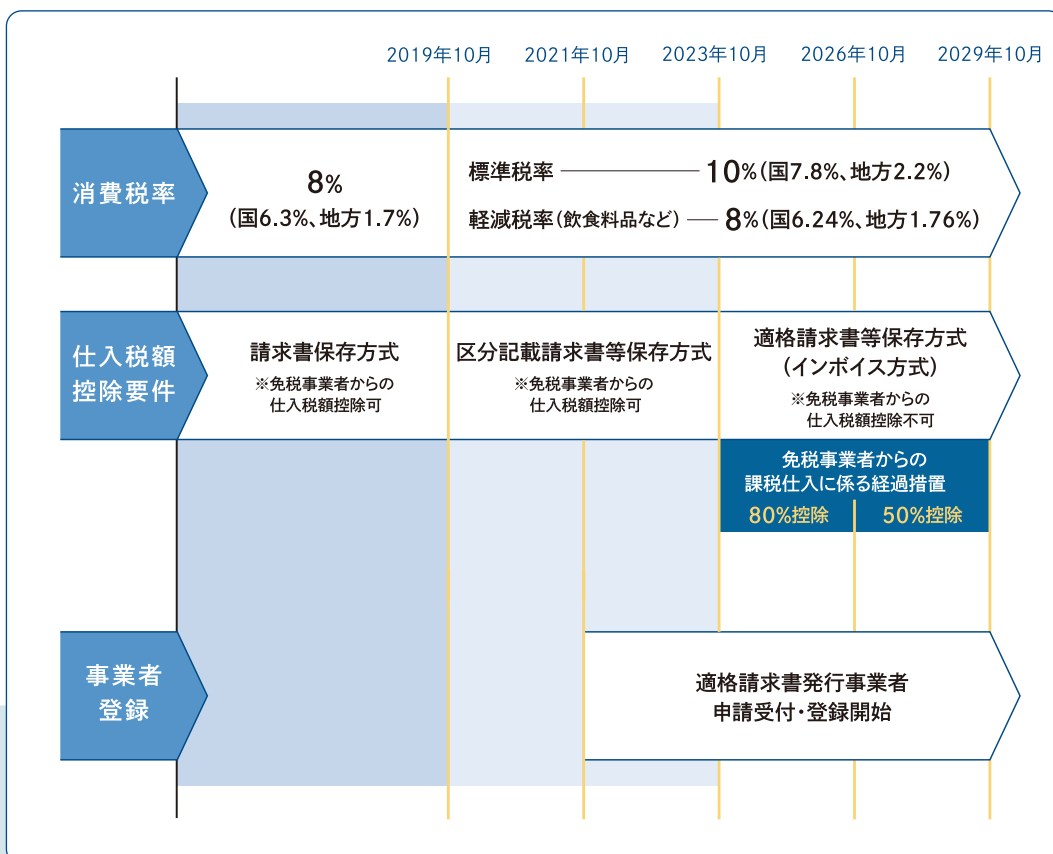 2019年10月 2021年10月 2023年10月 2026年10月 2029年10月
消費税率
8%
(国6.3%、地方1.7%)
標準税率 10%(国7.8%、地方2.2%)
軽減税率(飲食料品など) 8%(国6.24%、地方1.76%)
仕入税額
控除要件
請求書保存方式
※免税事業者からの
仕入税額控除可
区分記載請求書等保存方式
※免税事業者からの
仕入税額控除可
適格請求書等保存方式
(インボイス方式)
※免税事業者からの
仕入税額控除不可
免税事業者からの
課税仕入に係る経過措置
80%控除 50%控除
事業者
登録
適格請求書発行事業者
申請受付・登録開始